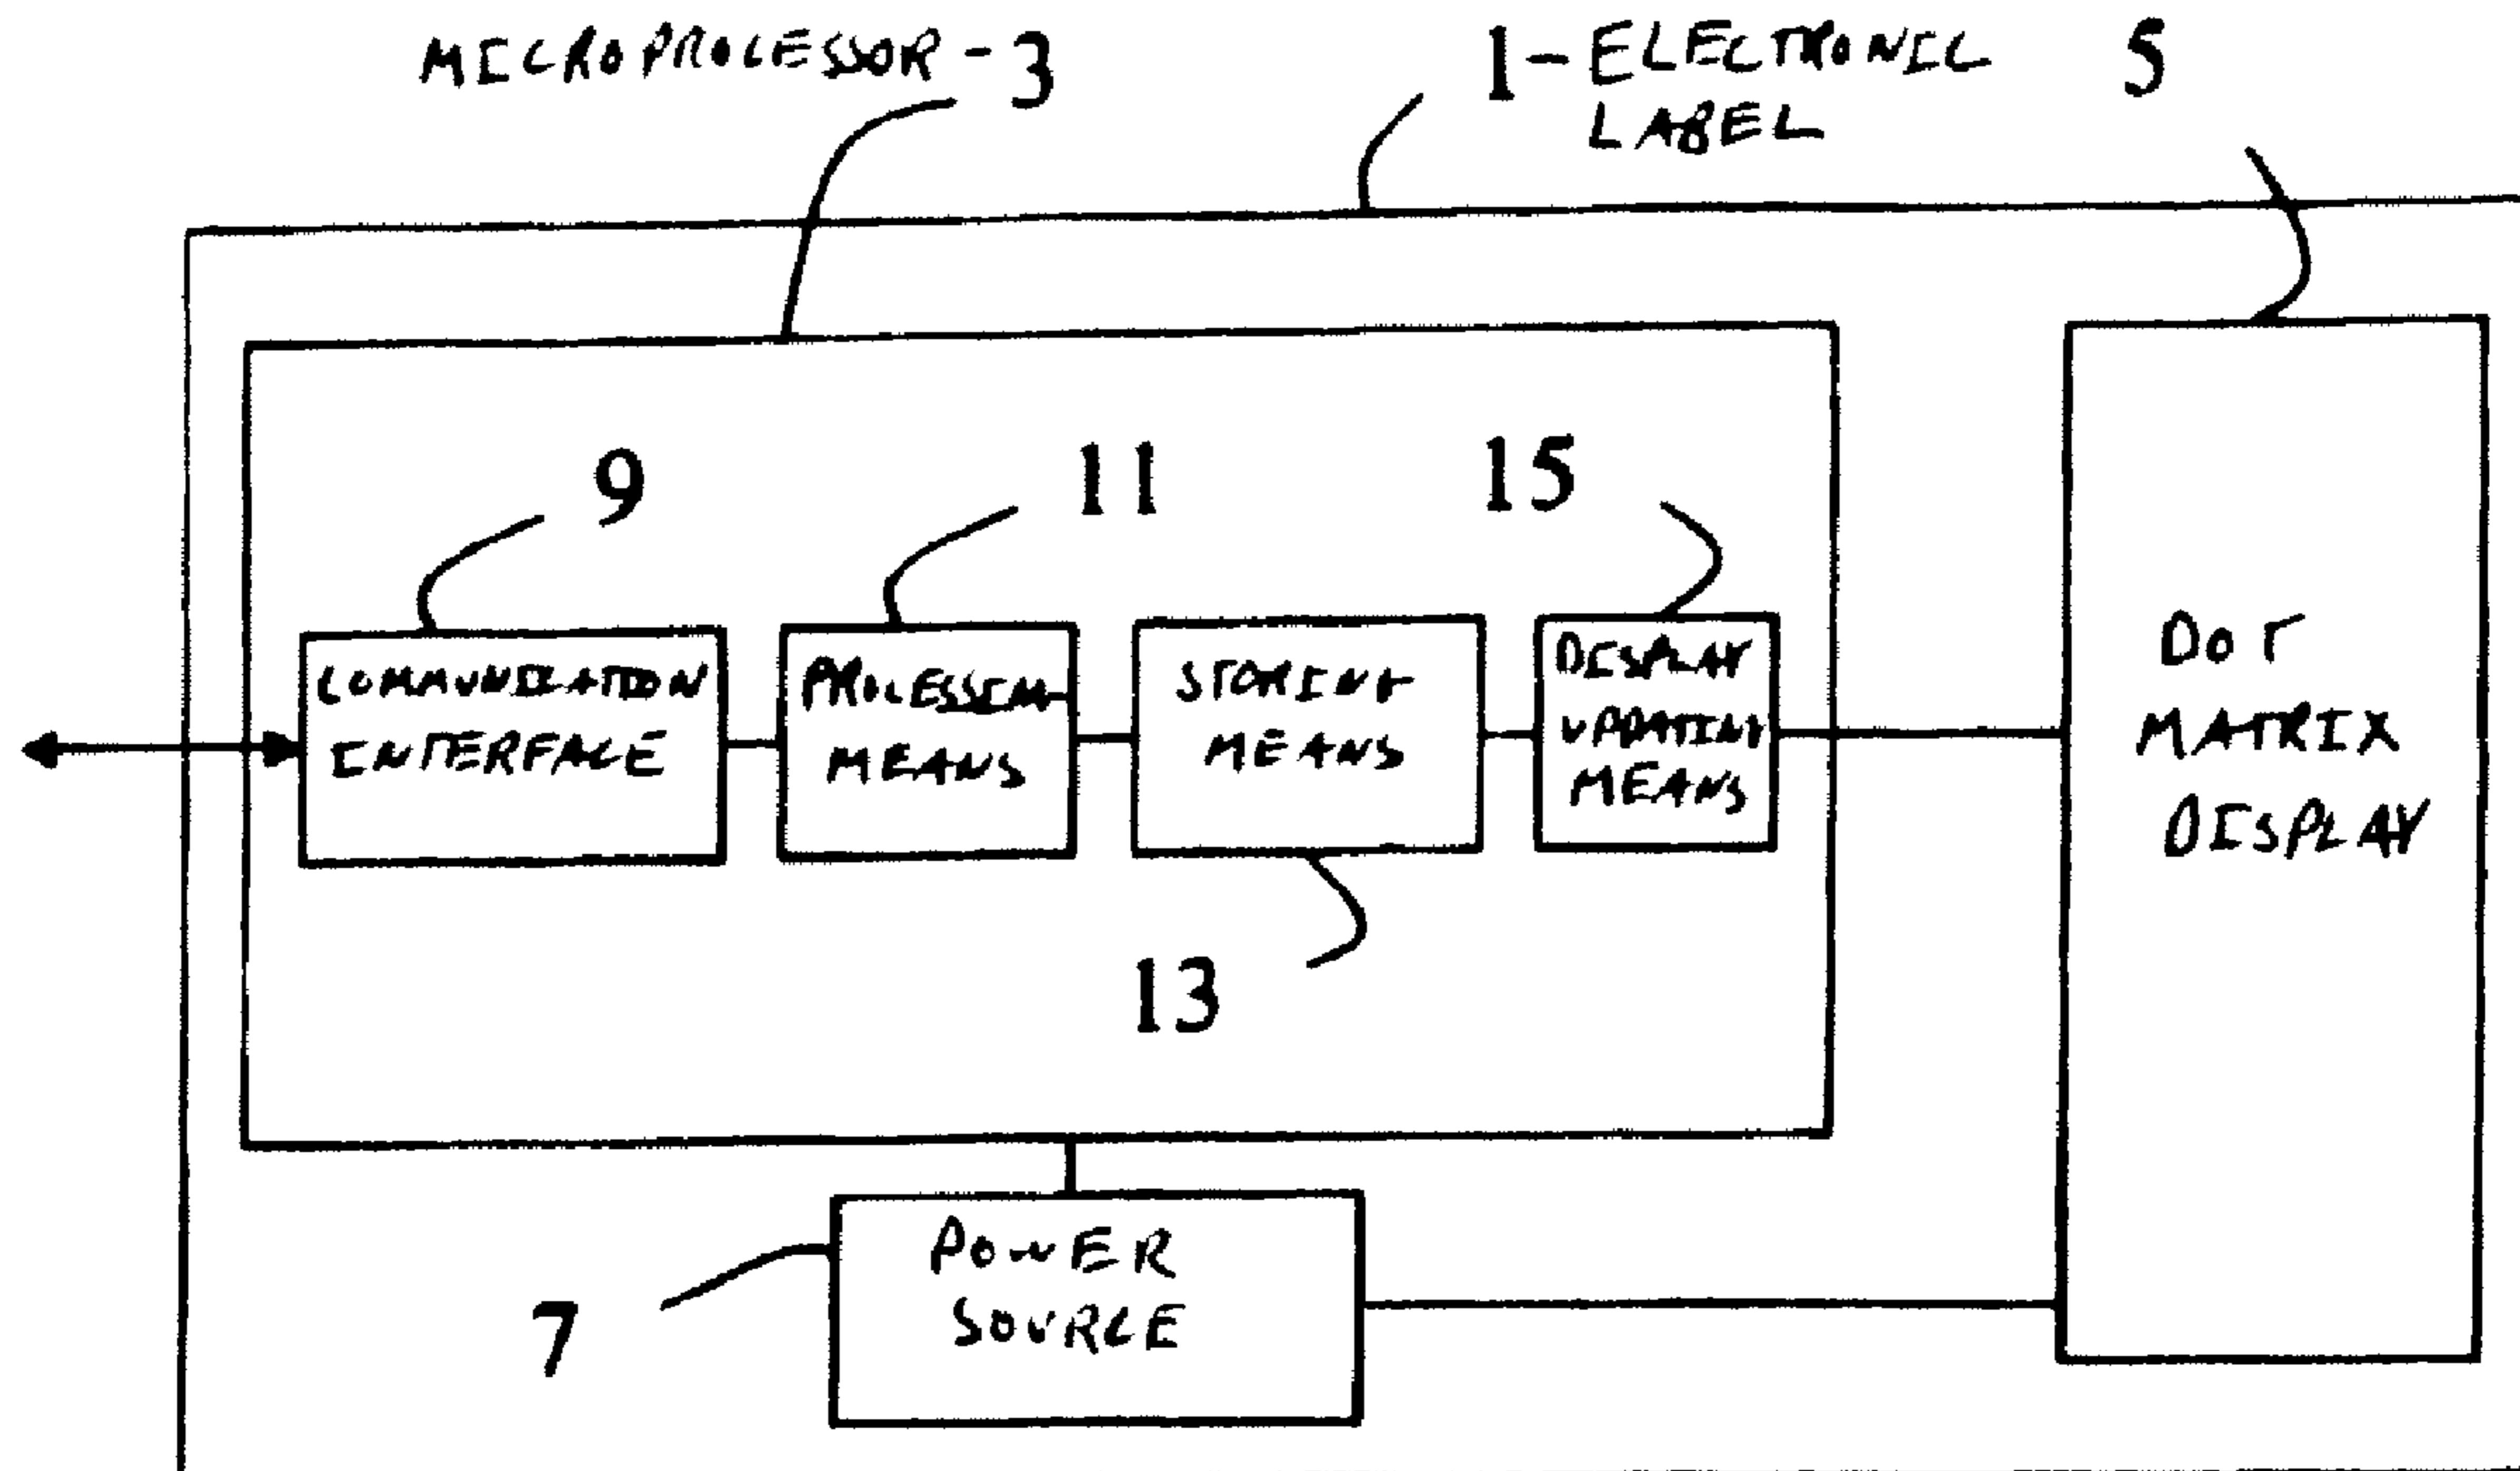 MICROPROCESSOR - 3
1 - ELECTRONIC
LABEL
5
9
11
15
COMMUNICATION
INTERFACE
PROCESSING
MEANS
STORING
MEANS
DISPLAY
UPDATING
MEANS
DOT
MATRIX
DISPLAY
13
POWER
SOURCE
7